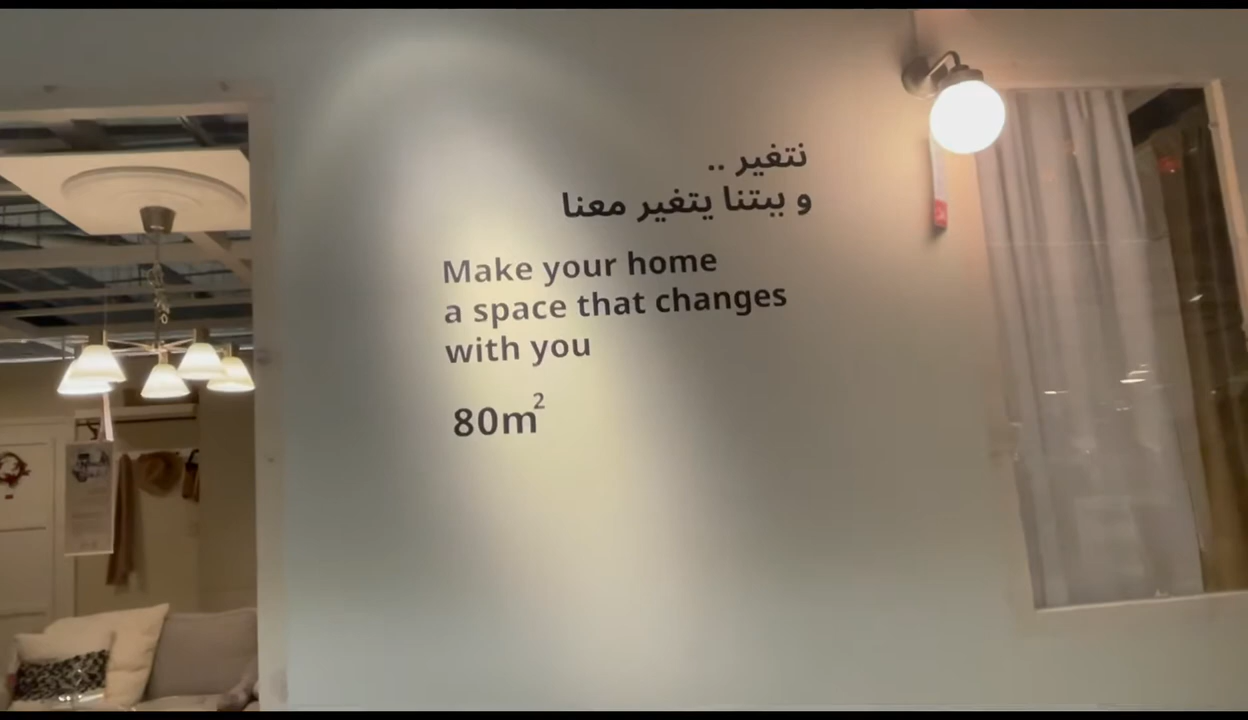 نتغير ..
و بيتنا يتغير معنا
Make your home
a space that changes
with you
80m²